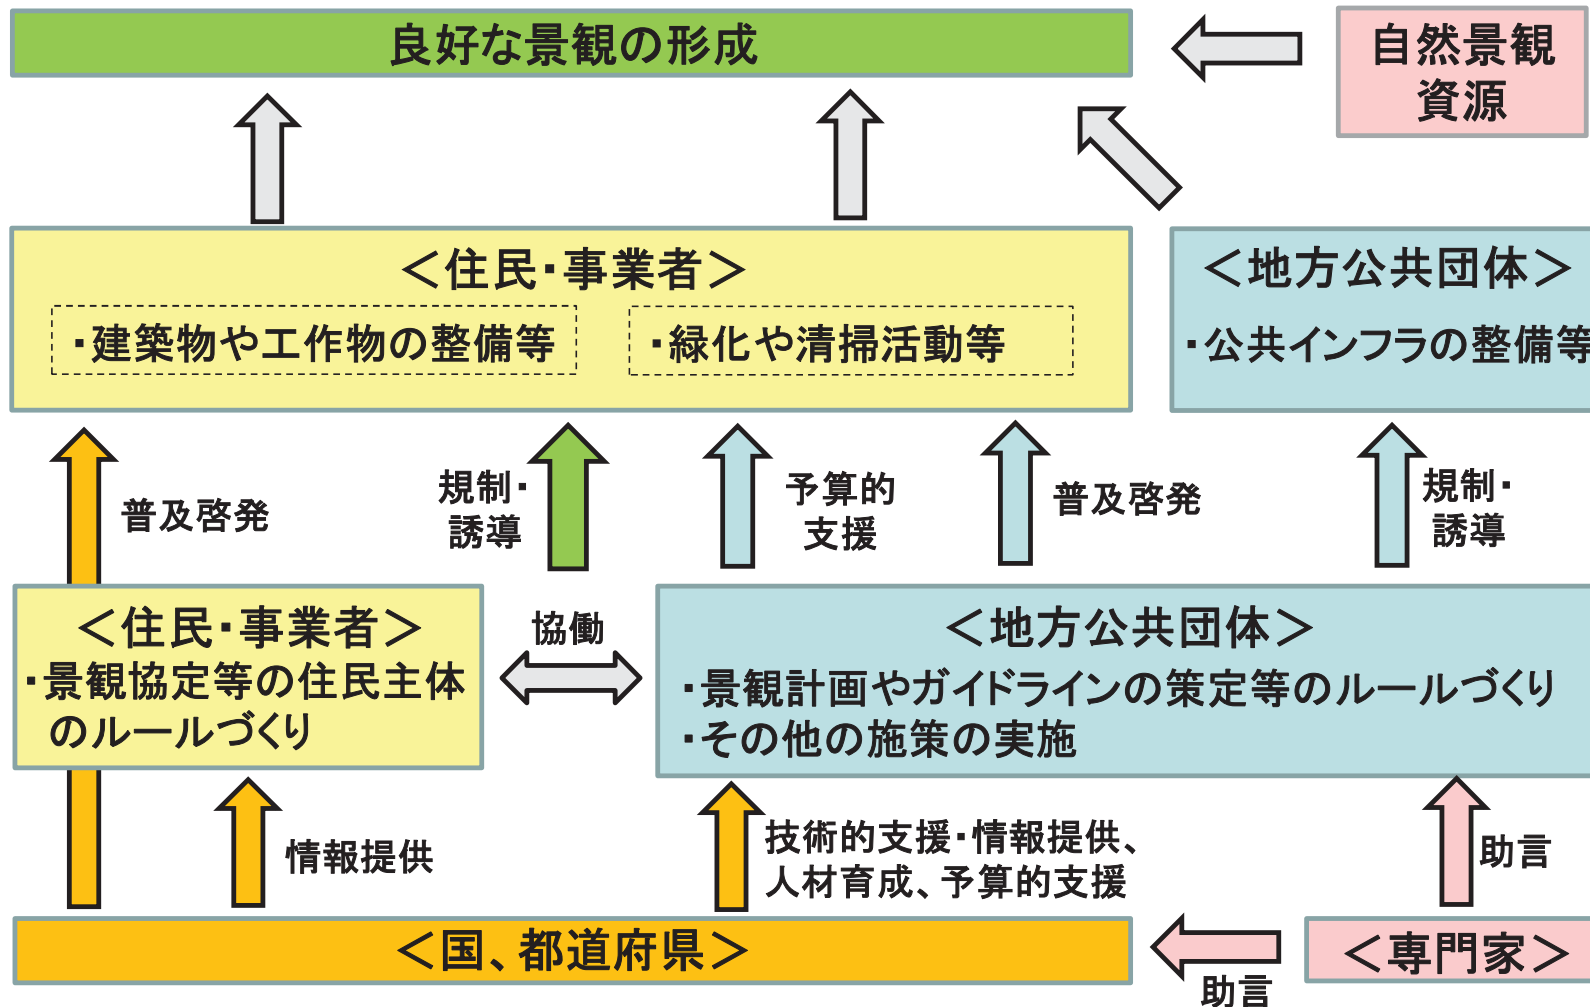 良好な景観の形成
自然景観
資源
＜住民・事業者＞
・建築物や工作物の整備等
・緑化や清掃活動等
＜地方公共団体＞
・公共インフラの整備等
普及啓発
規制・
誘導
予算的
支援
普及啓発
規制・
誘導
＜住民・事業者＞
・景観協定等の住民主体
のルールづくり
協働
＜地方公共団体＞
・景観計画やガイドラインの策定等のルールづくり
・その他の施策の実施
情報提供
技術的支援・情報提供、
人材育成、予算的支援
助言
＜国、都道府県＞
助言
＜専門家＞